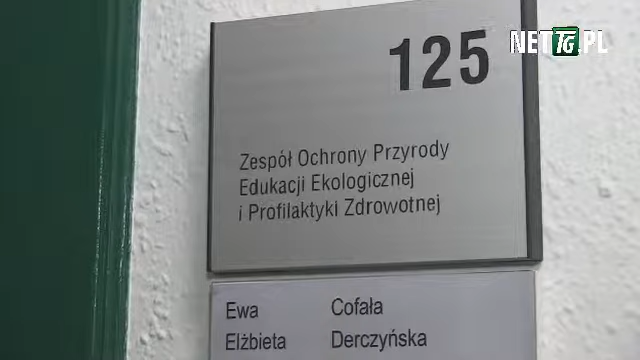 NETTG.PL
125
Zespół Ochrony Przyrody
Edukacji Ekologicznej
i Profilaktyki Zdrowotnej
Ewa Cofała
Elżbieta Derczyńska